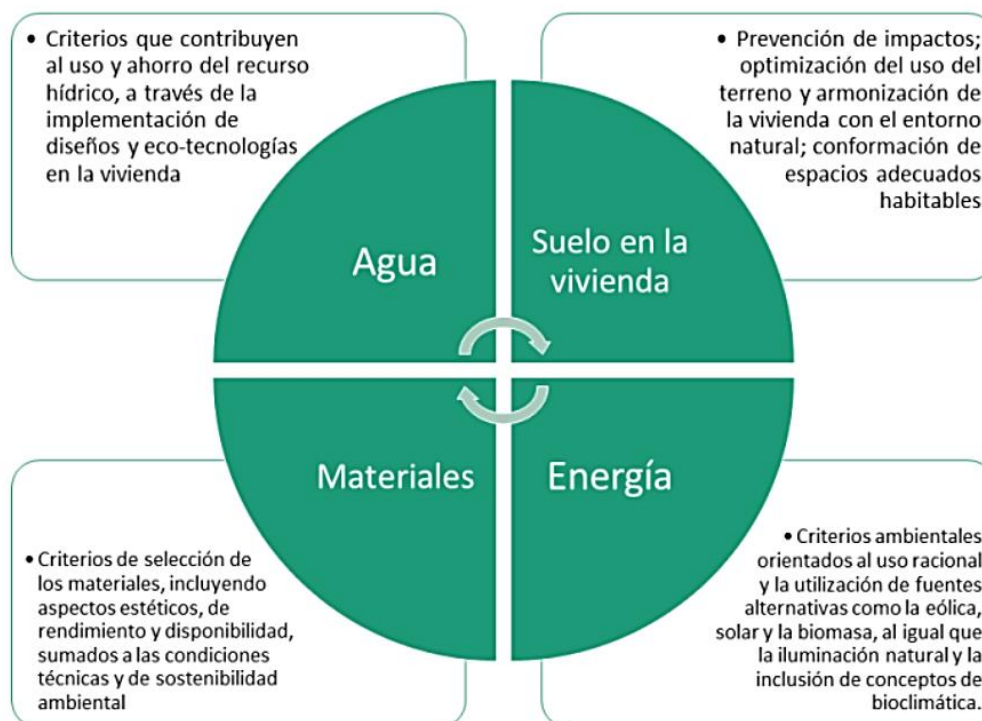 • Criterios que contribuyen
al uso y ahorro del recurso
hídrico, a través de la
implementación de
diseños y eco-tecnologías
en la vivienda
• Prevención de impactos;
optimización del uso del
terreno y armonización de
la vivienda con el entorno
natural; conformación de
espacios adecuados
habitables
Agua
Suelo en la
vivienda
Materiales
Energía
• Criterios de selección de
los materiales, incluyendo
aspectos estéticos, de
rendimiento y disponibilidad,
sumados a las condiciones
técnicas y de sostenibilidad
ambiental
• Criterios ambientales
orientados al uso racional
y la utilización de fuentes
alternativas como la eólica,
solar y la biomasa, al igual que
la iluminación natural y la
inclusión de conceptos de
bioclimática.